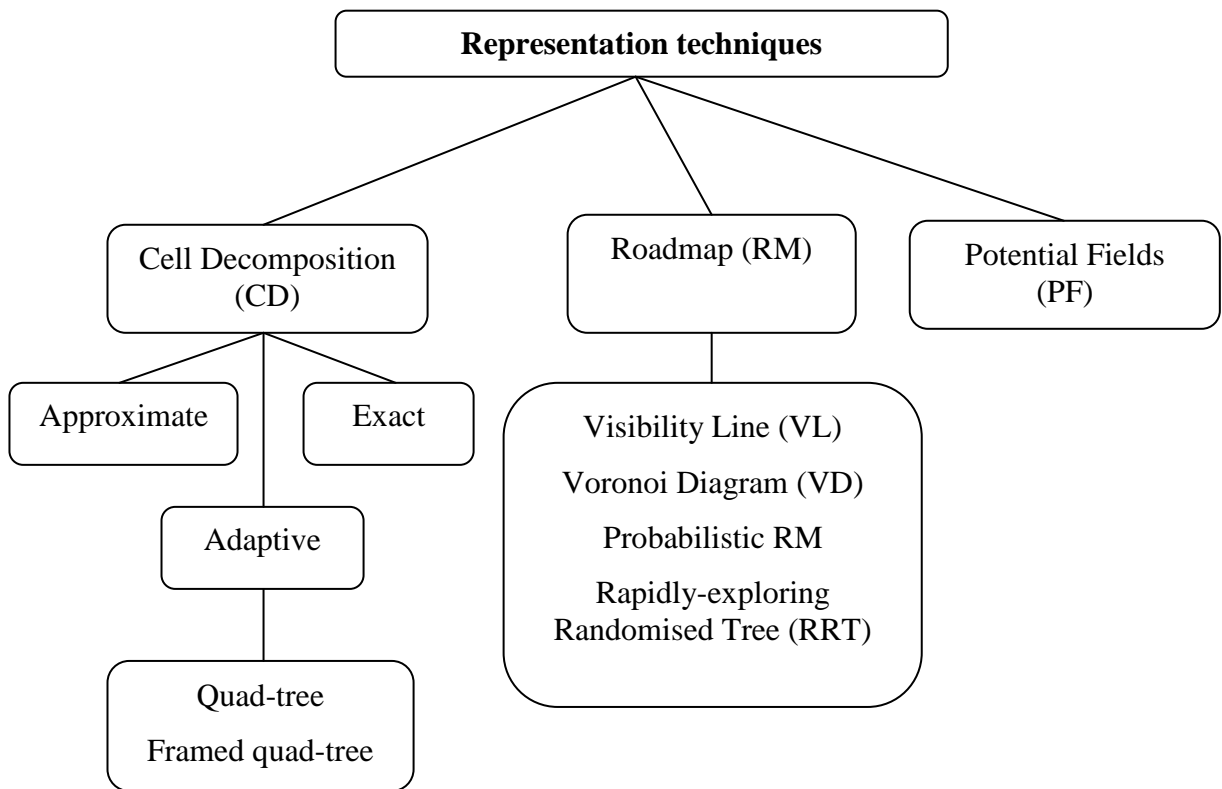 Representation techniques
Cell Decomposition
(CD)
Roadmap (RM)
Potential Fields
(PF)
Approximate
Exact
Adaptive
Quad-tree
Framed quad-tree
Visibility Line (VL)
Voronoi Diagram (VD)
Probabilistic RM
Rapidly-exploring
Randomised Tree (RRT)